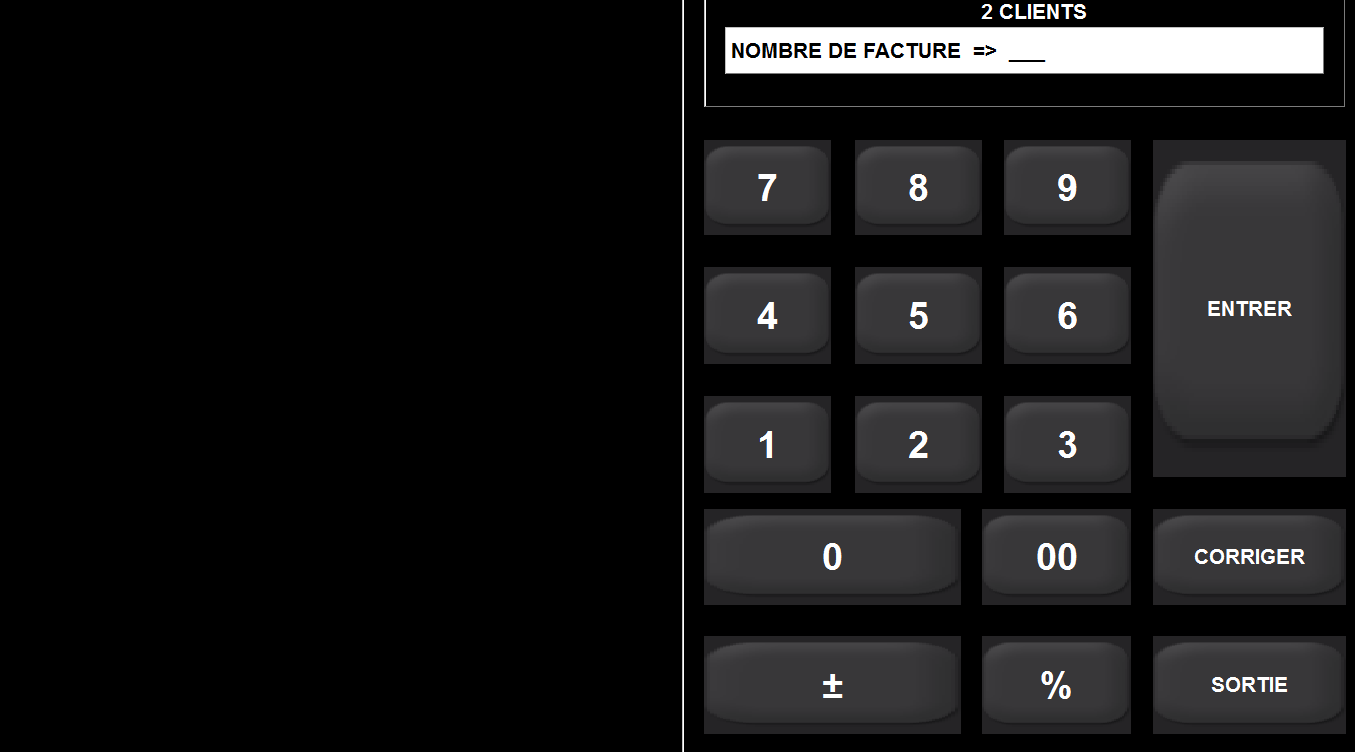 2 CLIENTS
NOMBRE DE FACTURE => ___
7 8 9
4 5 6 ENTRER
1 2 3
0 00 CORRIGER
± % SORTIE